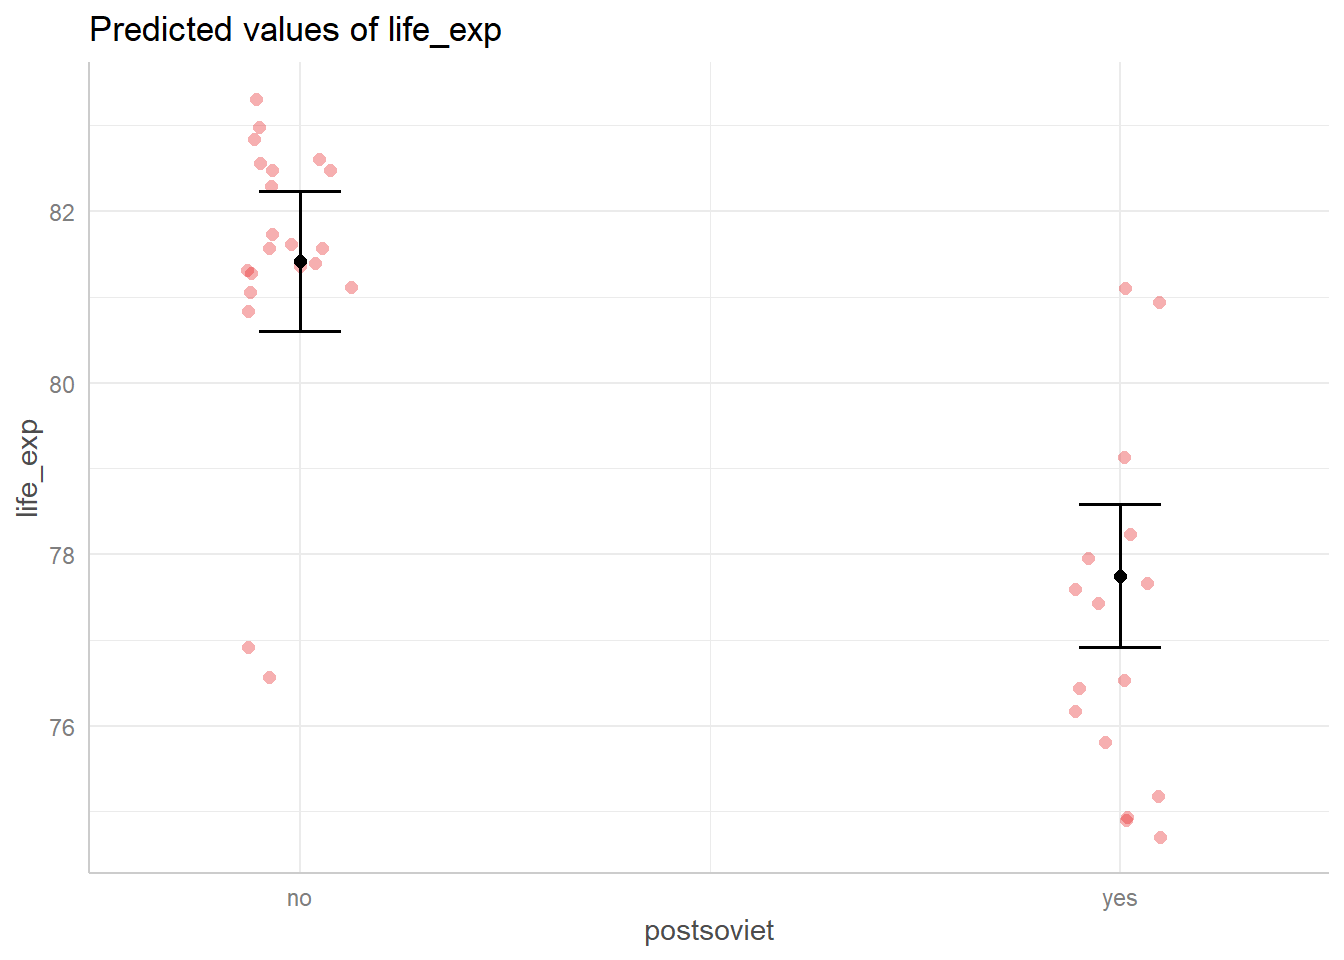 Predicted values of life_exp
life_exp
82
80
78
76
no
yes
postsoviet